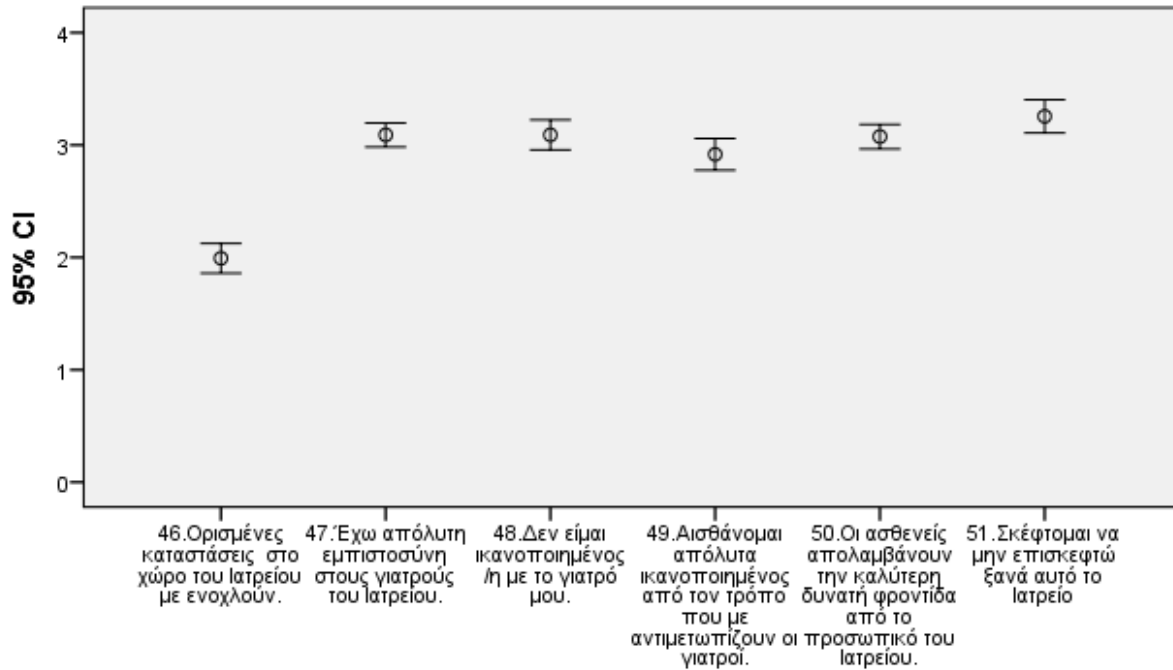 4
3
2
1
0
95% CI
46.Ορισμένες
καταστάσεις  στο
χώρο του Ιατρείου
με ενοχλούν.
47.Έχω απόλυτη
εμπιστοσύνη
στους γιατρούς
του Ιατρείου.
48.Δεν είμαι
ικανοποιημένος
/η με το γιατρό
μου.
49.Αισθάνομαι
απόλυτα
ικανοποιημένος
από τον τρόπο
που με
αντιμετωπίζουν οι
γιατροί.
50.Οι ασθενείς
απολαμβάνουν
την καλύτερη
δυνατή φροντίδα
από το
προσωπικό του
Ιατρείου.
51.Σκέφτομαι να
μην επισκεφτώ
ξανά αυτό το
Ιατρείο